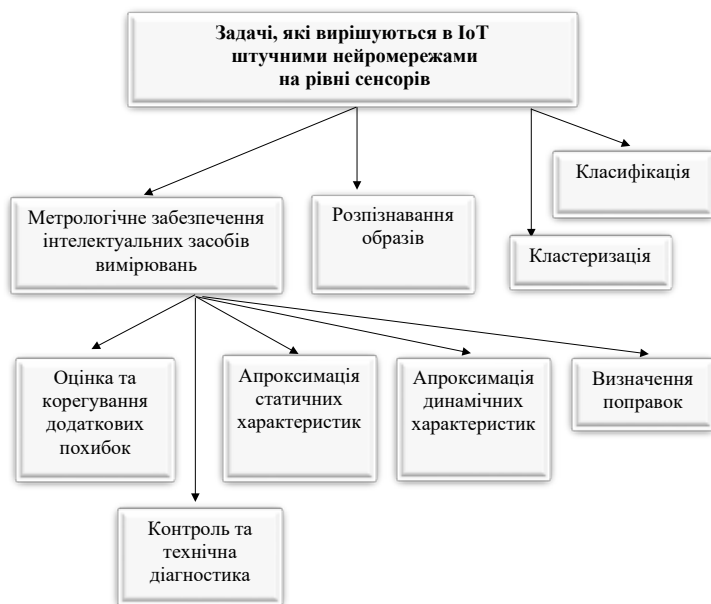 Задачі, які вирішуються в IoT
штучними нейромережами
на рівні сенсорів
Класифікація
Метрологічне забезпечення
інтелектуальних засобів
вимірювань
Розпізнавання
образів
Кластеризація
Оцінка та
корегування
додаткових
похибок
Апроксимація
статичних
характеристик
Апроксимація
динамічних
характеристик
Визначення
поправок
Контроль та
технічна
діагностика